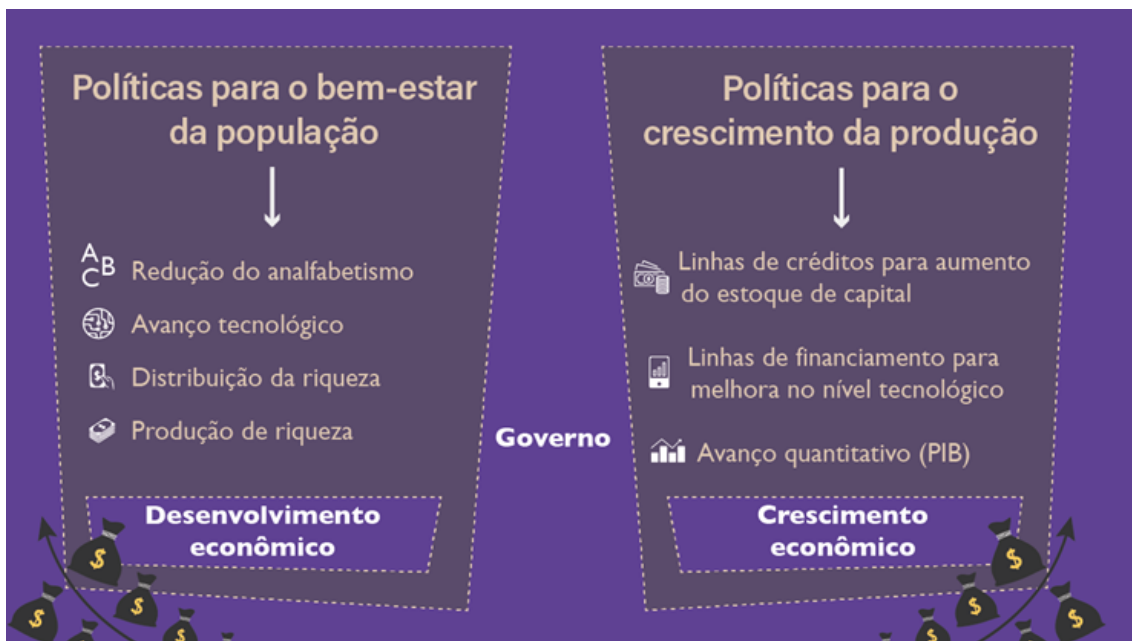 Políticas para o bem-estar
da população
A
B
C
Redução do analfabetismo
Avanço tecnológico
Distribuição da riqueza
Produção de riqueza
Desenvolvimento
econômico
Governo
Políticas para o
crescimento da produção
Linhas de créditos para aumento
do estoque de capital
Linhas de financiamento para
melhora no nível tecnológico
Avanço quantitativo (PIB)
Crescimento
econômico
$
$
$
$
$
$
$
$